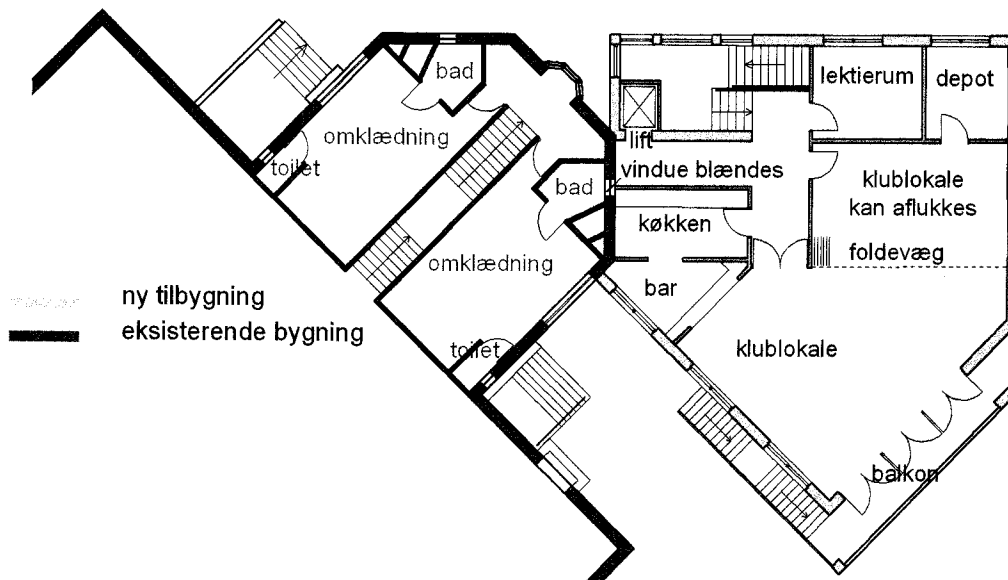 bad
lektierum
depot
omklædning
lift
toilet
vindue blændes
bad
klublokale
kan aflukkes
køkken
foldevæg
omklædning
bar
ny tilbygning
eksisterende bygning
toilet
klublokale
balkon